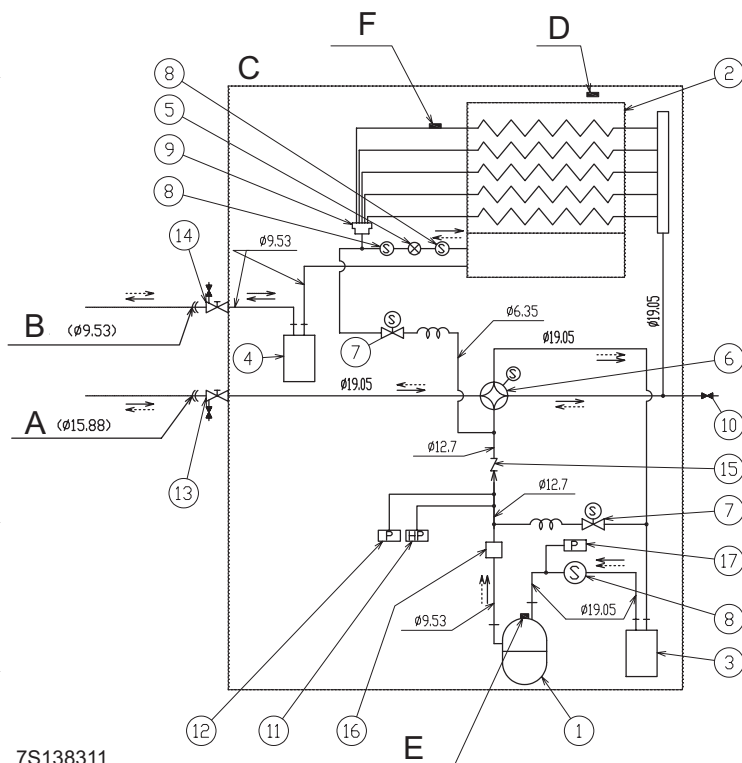 F
D
C
8
2
5
9
8
14
ø9.53
B (ø9.53)
ø6.35
ø19.05
7
4
ø19.05
6
ø19.05
A (ø15.88)
10
ø12.7
15
13
ø12.7
7
P
HP
P
17
ø19.05
8
ø9.53
3
12
11
16
1
E
7S138311